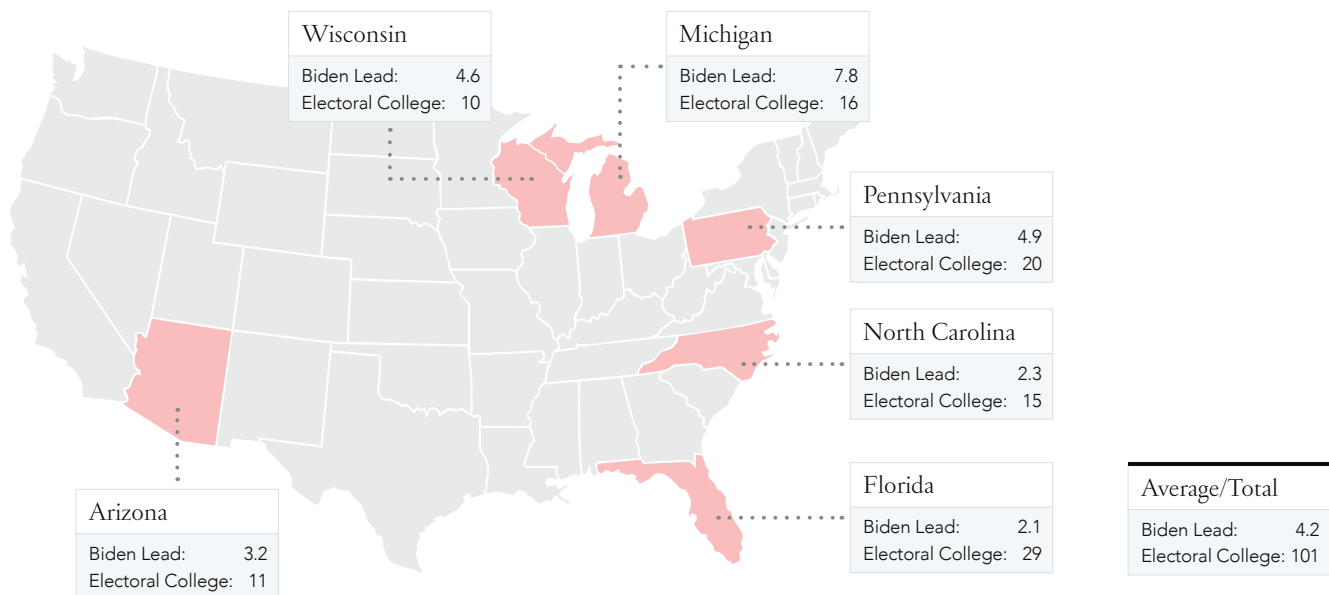 Wisconsin
Biden Lead: 4.6
Electoral College: 10
Michigan
Biden Lead: 7.8
Electoral College: 16
Pennsylvania
Biden Lead: 4.9
Electoral College: 20
North Carolina
Biden Lead: 2.3
Electoral College: 15
Florida
Biden Lead: 2.1
Electoral College: 29
Average/Total
Biden Lead: 4.2
Electoral College: 101
Arizona
Biden Lead: 3.2
Electoral College: 11